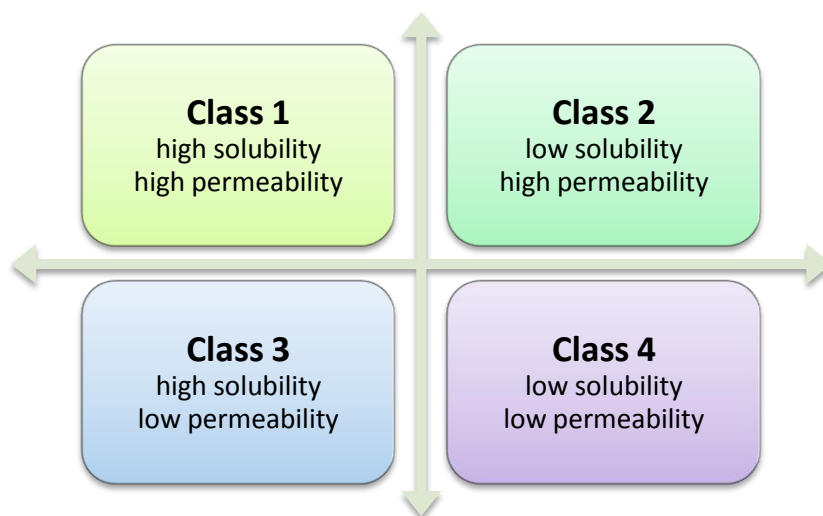 Class 1
high solubility
high permeability
Class 2
low solubility
high permeability
Class 3
high solubility
low permeability
Class 4
low solubility
low permeability